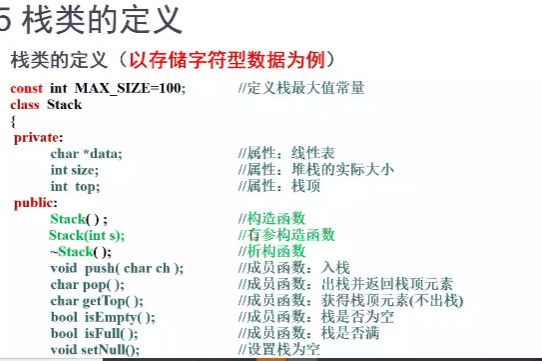 5 栈类的定义
栈类的定义（以存储字符型数据为例）
const int MAX_SIZE=100; //定义栈最大值常量
class Stack
{
private:
char *data; //属性：线性表
int size; //属性：堆栈的实际大小
int top; //属性：栈顶
public:
Stack( ) ; //构造函数
Stack(int s); //有参构造函数
~Stack( ); //析构函数
void push( char ch ); //成员函数：入栈
char pop( ); //成员函数：出栈并返回栈顶元素
char getTop( ); //成员函数：获得栈顶元素(不出栈)
bool isEmpty( ); //成员函数：栈是否为空
bool isFull( ); //成员函数：栈是否满
void setNull(); //设置栈为空